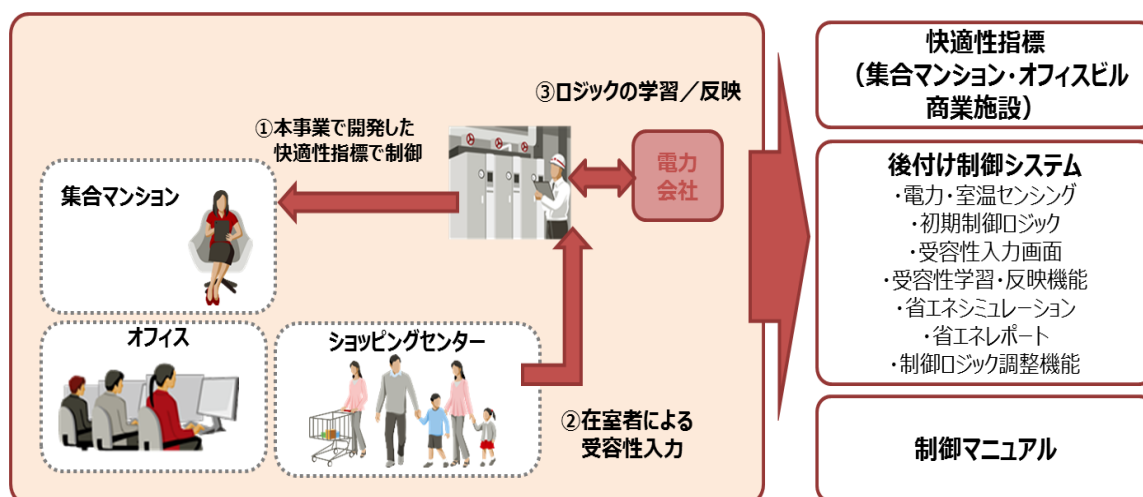 ①本事業で開発した
快適性指標で制御
③ロジックの学習／反映
電力
会社
集合マンション
オフィス
ショッピングセンター
②在室者による
受容性入力
快適性指標
（集合マンション・オフィスビル
商業施設）
後付け制御システム
・電力・室温センシング
・初期制御ロジック
・受容性入力画面
・受容性学習・反映機能
・省エネシミュレーション
・省エネレポート
・制御ロジック調整機能
制御マニュアル